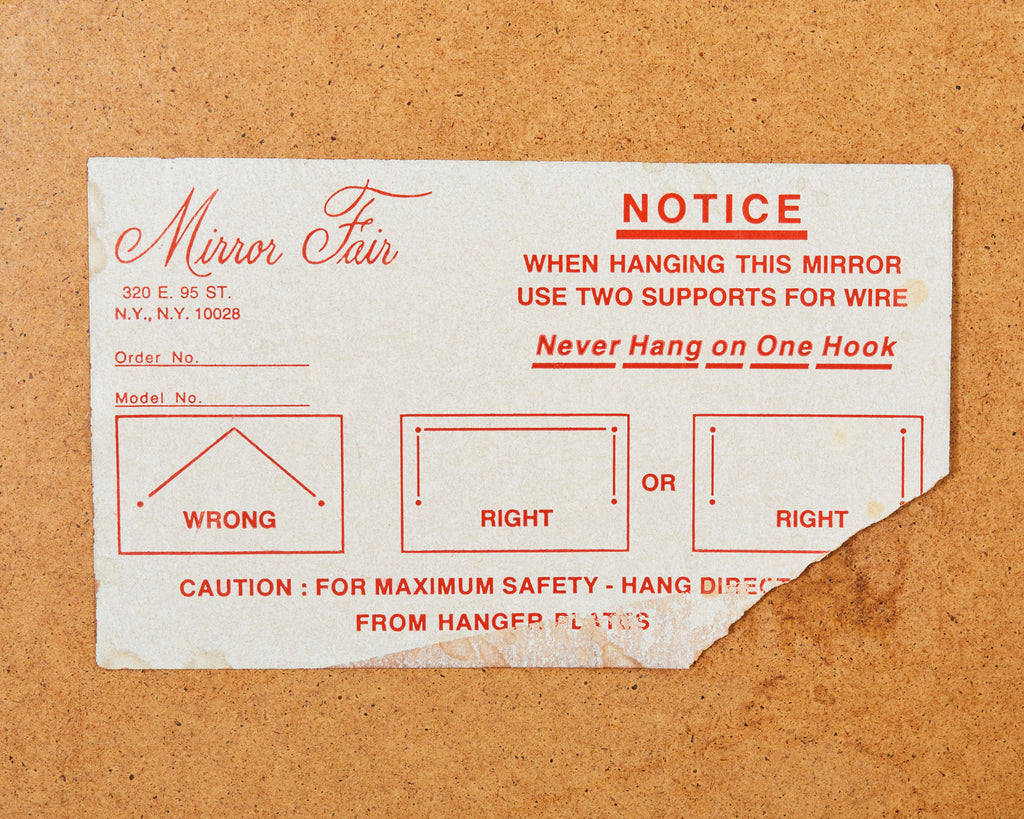 Mirror Fair
320 E. 95 ST.
N.Y., N.Y. 10028
Order No.
Model No.
NOTICE
WHEN HANGING THIS MIRROR
USE TWO SUPPORTS FOR WIRE
Never Hang on One Hook
WRONG
RIGHT
OR
RIGHT
CAUTION : FOR MAXIMUM SAFETY - HANG DIRECT
FROM HANGER PLATES